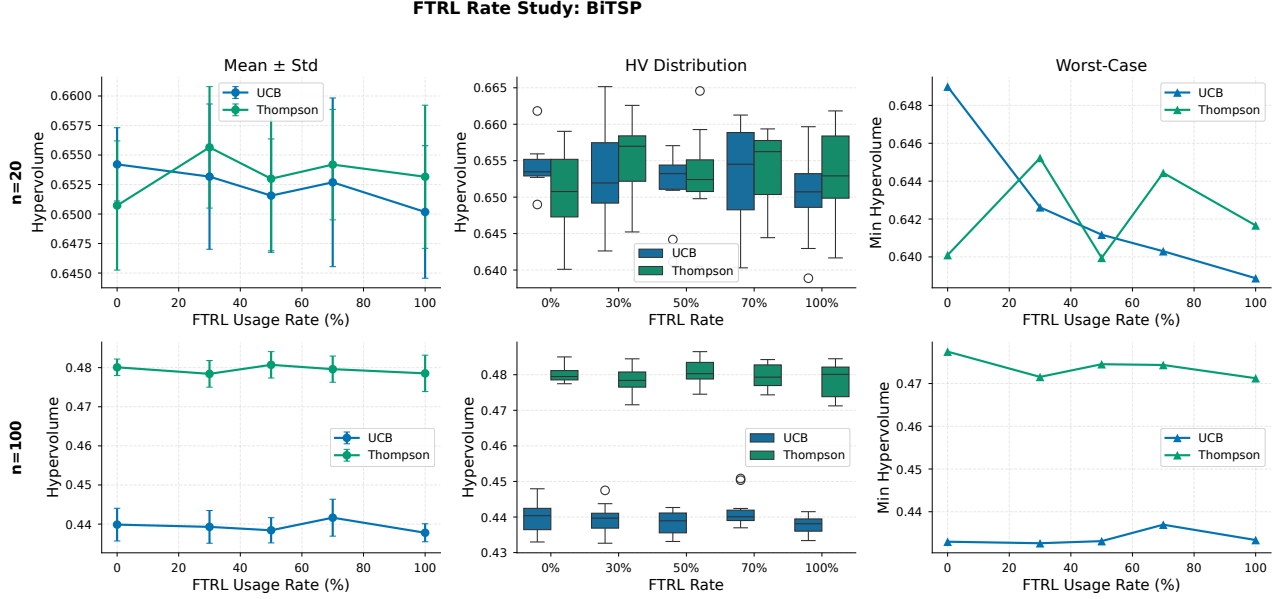 FTRL Rate Study: BiTSP
Mean ± Std
HV Distribution
Worst-Case
n=20
Hypervolume
0.6600
0.6575
0.6550
0.6525
0.6500
0.6475
0.6450
0 20 40 60 80 100
FTRL Usage Rate (%)
UCB
Thompson
Hypervolume
0.665
0.660
0.655
0.650
0.645
0.640
0% 30% 50% 70% 100%
FTRL Rate
UCB
Thompson
Min Hypervolume
0.648
0.646
0.644
0.642
0.640
0 20 40 60 80 100
FTRL Usage Rate (%)
UCB
Thompson
n=100
Hypervolume
0.48
0.47
0.46
0.45
0.44
0 20 40 60 80 100
FTRL Usage Rate (%)
UCB
Thompson
Hypervolume
0.48
0.47
0.46
0.45
0.44
0.43
0% 30% 50% 70% 100%
FTRL Rate
UCB
Thompson
Min Hypervolume
0.47
0.46
0.45
0.44
0 20 40 60 80 100
FTRL Usage Rate (%)
UCB
Thompson